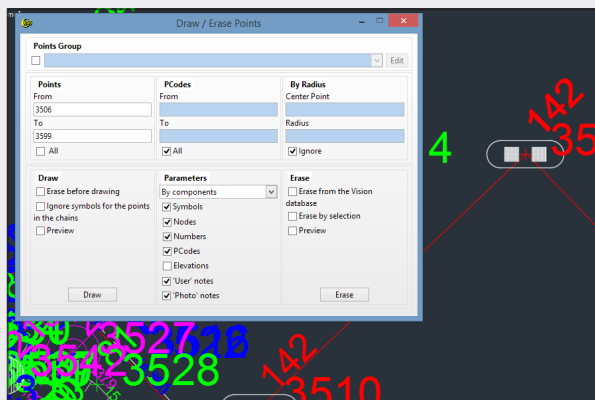 Draw / Erase Points
Points Group
Edit
Points
From
3506
To
3599
All
PCodes
From
To
All
By Radius
Center Point
Radius
Ignore
Draw
Erase before drawing
Ignore symbols for the points
in the chains
Preview
Draw
Parameters
By components
Symbols
Nodes
Numbers
PCodes
Elevations
'User' notes
'Photo' notes
Erase
Erase from the Vision
database
Erase by selection
Preview
Erase
142
35
4
3527
3542
3528
142
3510